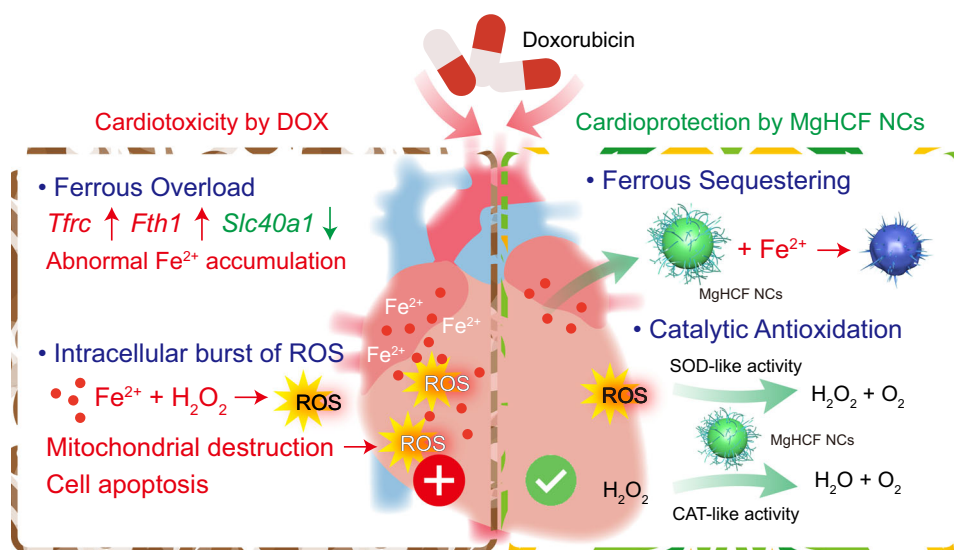 Doxorubicin
Cardiotoxicity by DOX
• Ferrous Overload
Tfrc ↑ Fth1 ↑ Slc40a1 ↓
Abnormal Fe²⁺ accumulation
• Intracellular burst of ROS
Fe²⁺ + H₂O₂ → ROS
Mitochondrial destruction →
Cell apoptosis
Fe²⁺
Fe²⁺
Fe²⁺
ROS
ROS
Cardioprotection by MgHCF NCs
• Ferrous Sequestering
+ Fe²⁺ →
MgHCF NCs
• Catalytic Antioxidation
SOD-like activity
ROS
H₂O₂ + O₂
MgHCF NCs
H₂O₂
H₂O + O₂
CAT-like activity